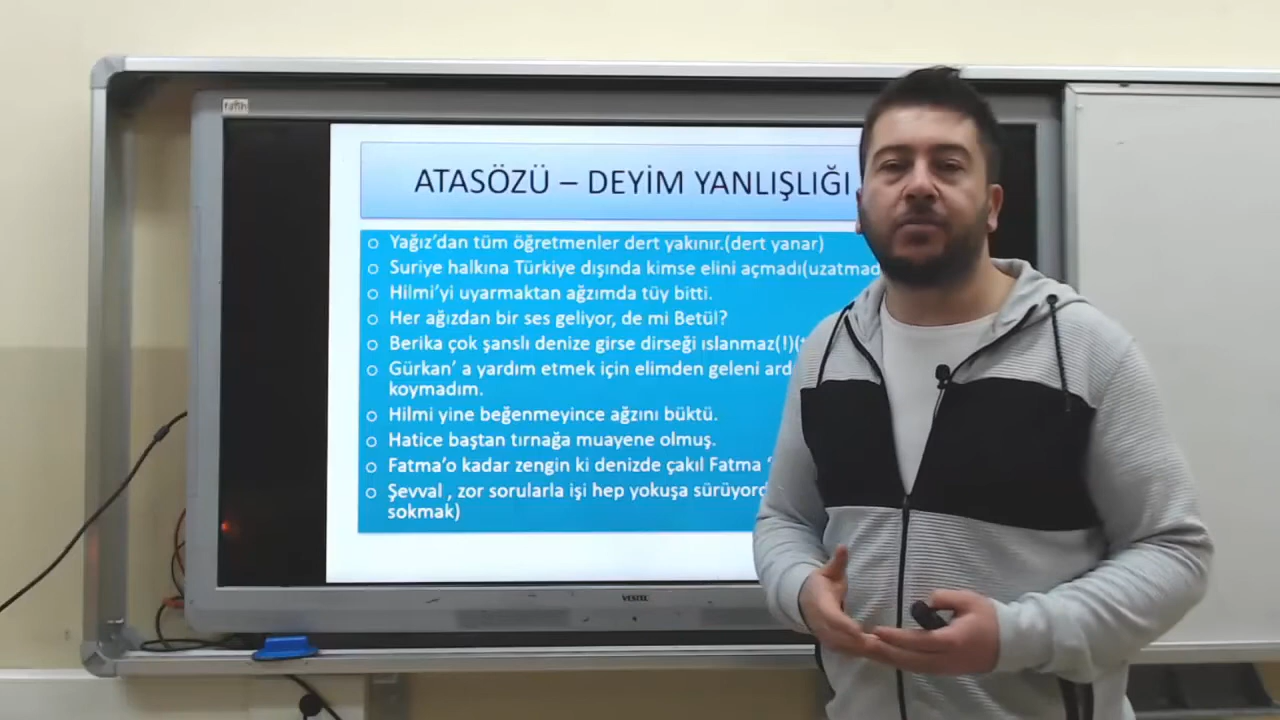 fatih
ATASÖZÜ – DEYİM YANLIŞLIĞI
Yağız’dan tüm öğretmenler dert yakınır.(dert yanar)
Suriye halkına Türkiye dışında kimse elini açmadı(uzatmad
Hilmi’yi uyarmaktan ağzımda tüy bitti.
Her ağızdan bir ses geliyor, de mi Betül?
Berika çok şanslı denize girse dirseği ıslanmaz(!)(
Gürkan’ a yardım etmek için elimden geleni ard
koymadım.
Hilmi yine beğenmeyince ağzını büktü.
Hatice baştan tırnağa muayene olmuş.
Fatma’o kadar zengin ki denizde çakıl Fatma
Şevval , zor sorularla işi hep yokuşa sürüyord
sokmak)
VESTEL